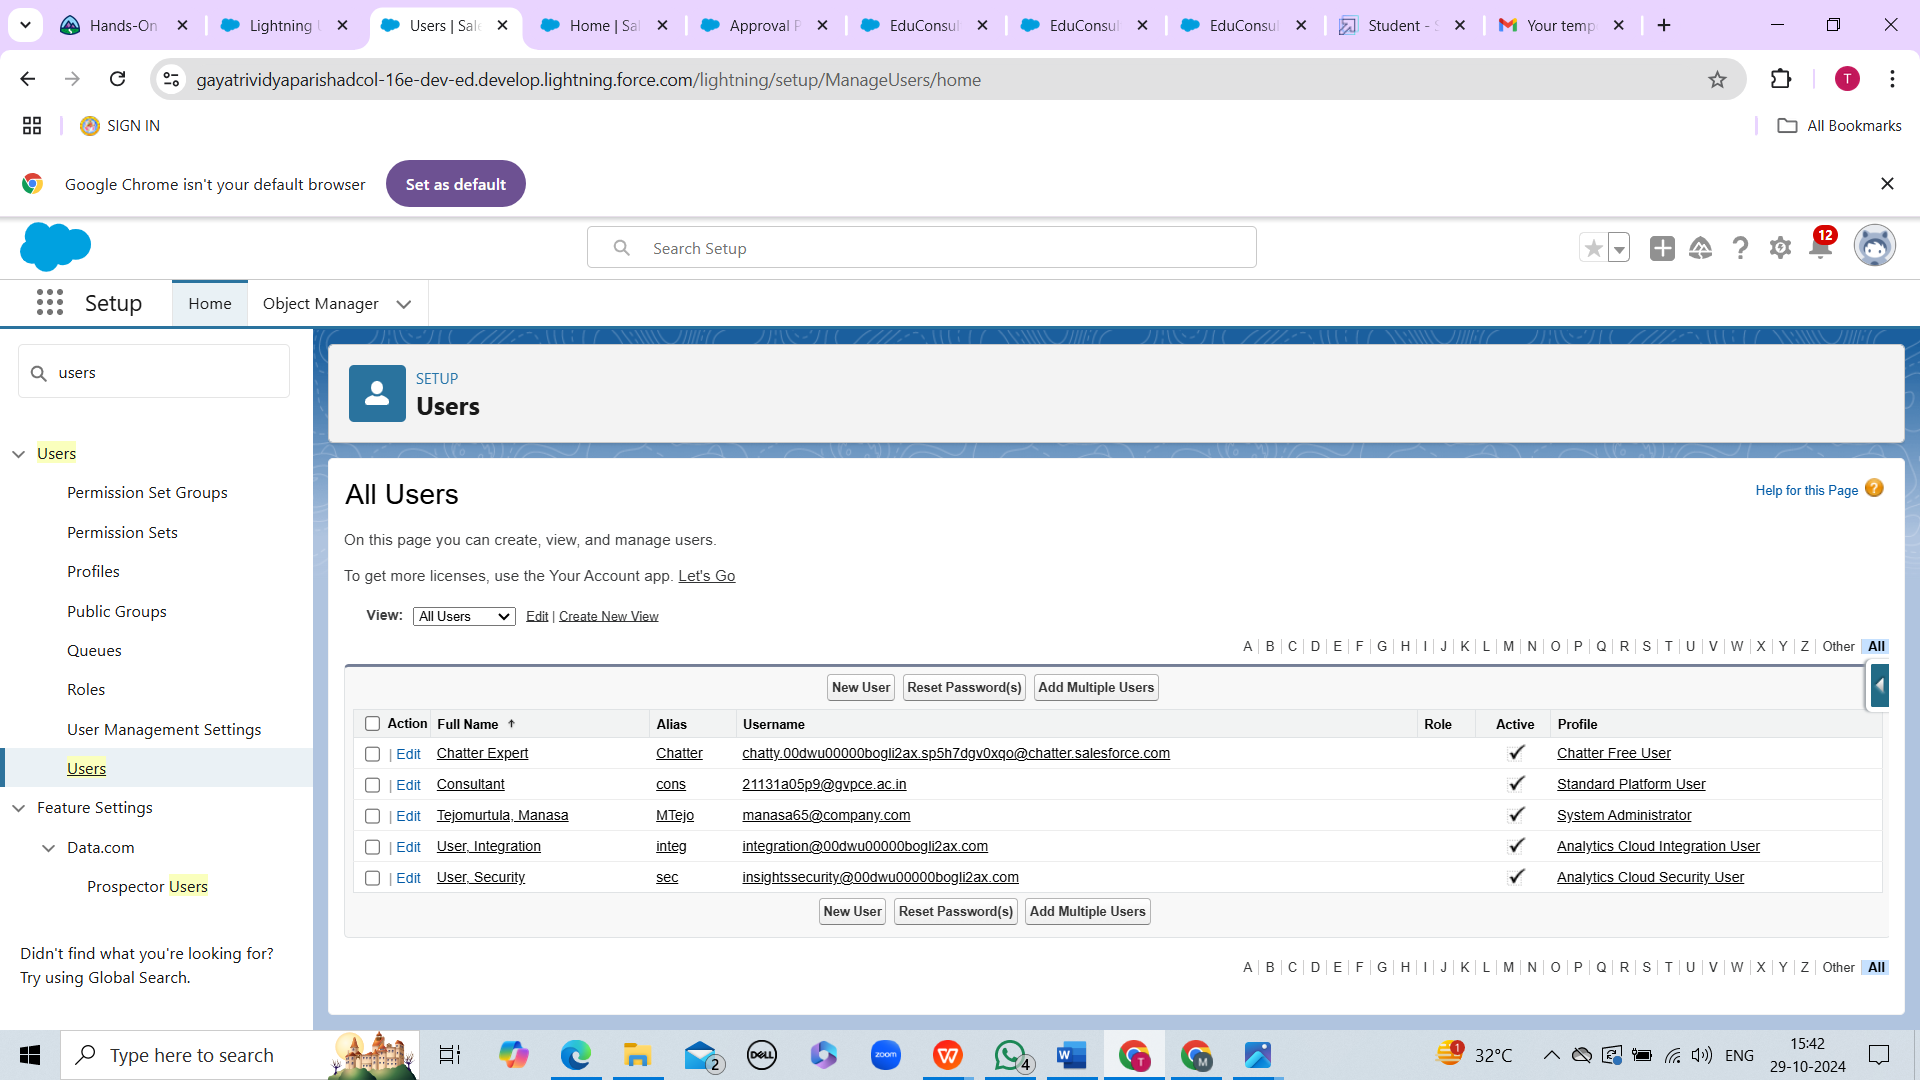 Hands-On
Lightning
Users | Sale
Home | Sal
Approval P
EduConsul
EduConsul
EduConsul
Student - S
Your temp
gayatrividyaparishadcol-16e-dev-ed.develop.lightning.force.com/lightning/setup/ManageUsers/home
T
SIGN IN
All Bookmarks
Google Chrome isn't your default browser
Set as default
Search Setup
12
Setup
Home
Object Manager
users
SETUP
Users
Users
Permission Set Groups
Permission Sets
Profiles
Public Groups
Queues
Roles
User Management Settings
Users
Feature Settings
Data.com
Prospector Users
Didn't find what you're looking for?
Try using Global Search.
All Users
Help for this Page ?
On this page you can create, view, and manage users.
To get more licenses, use the Your Account app. Let's Go
View: All Users Edit | Create New View
A | B | C | D | E | F | G | H | I | J | K | L | M | N | O | P | Q | R | S | T | U | V | W | X | Y | Z | Other All
New User Reset Password(s) Add Multiple Users
Action Full Name ↑ Alias Username Role Active Profile
| Edit Chatter Expert Chatter chatty.00dwu00000bogli2ax.sp5h7dgv0xqo@chatter.salesforce.com Chatter Free User
| Edit Consultant cons 21131a05p9@gvpce.ac.in Standard Platform User
| Edit Tejomurtula, Manasa MTejo manasa65@company.com System Administrator
| Edit User, Integration integ integration@00dwu00000bogli2ax.com Analytics Cloud Integration User
| Edit User, Security sec insightssecurity@00dwu00000bogli2ax.com Analytics Cloud Security User
New User Reset Password(s) Add Multiple Users
A | B | C | D | E | F | G | H | I | J | K | L | M | N | O | P | Q | R | S | T | U | V | W | X | Y | Z | Other All
Type here to search
2
DELL
zoom
4
W
T
M
1
32°C
ENG
15:42
29-10-2024